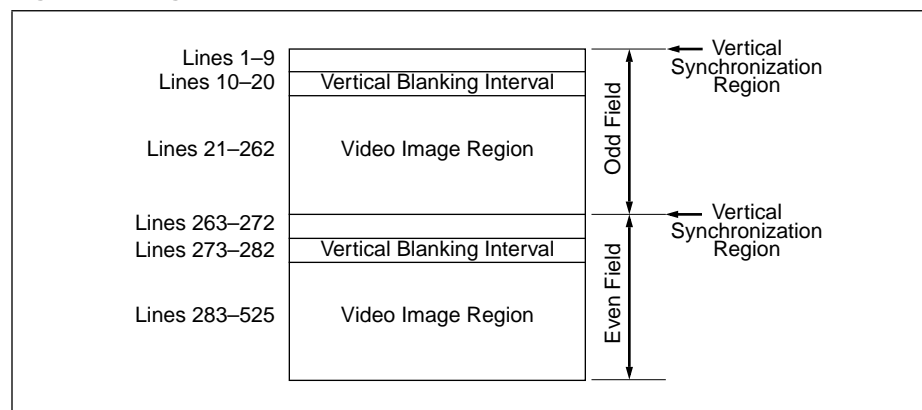 Lines 1–9
Vertical
Synchronization
Region
Lines 10–20
Vertical Blanking Interval
Odd Field
Lines 21–262
Video Image Region
Lines 263–272
Vertical
Synchronization
Region
Lines 273–282
Vertical Blanking Interval
Even Field
Lines 283–525
Video Image Region